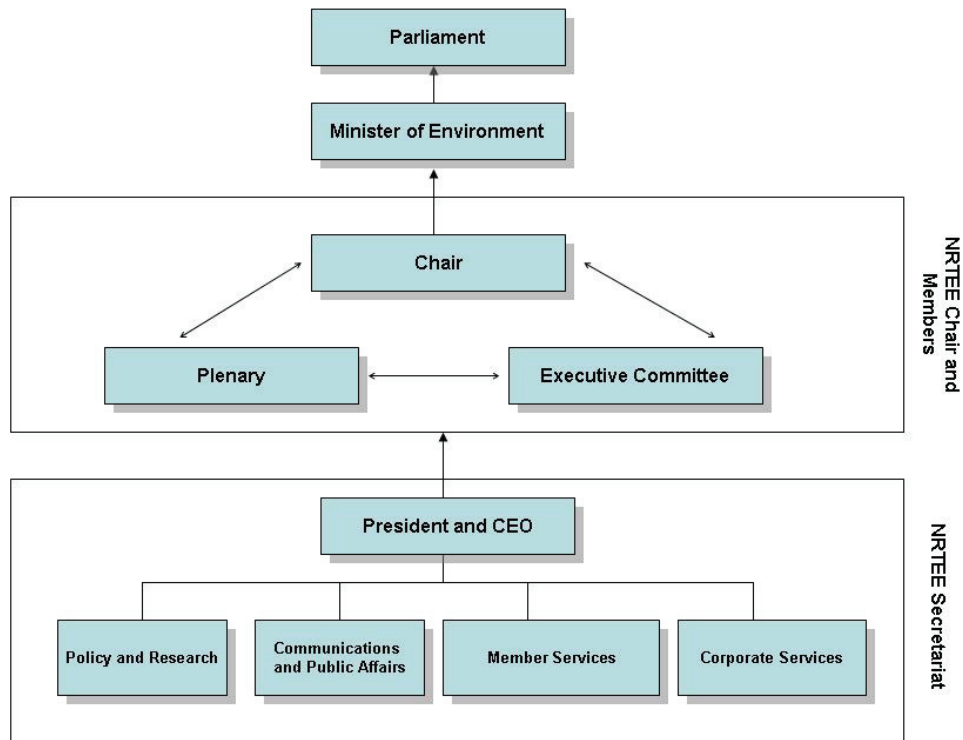 Parliament
Minister of Environment
Chair
Plenary
Executive Committee
NRTEE Chair and
Members
President and CEO
Policy and Research
Communications
and Public Affairs
Member Services
Corporate Services
NRTEE Secretariat